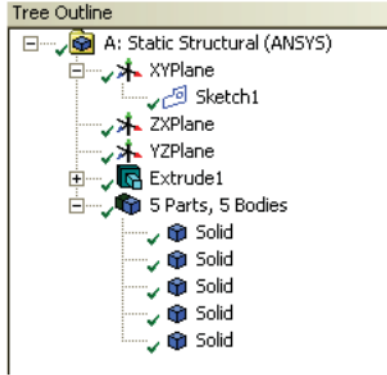 Tree Outline
A: Static Structural (ANSYS)
XYPlane
Sketch1
ZXPlane
YZPlane
Extrude1
5 Parts, 5 Bodies
Solid
Solid
Solid
Solid
Solid